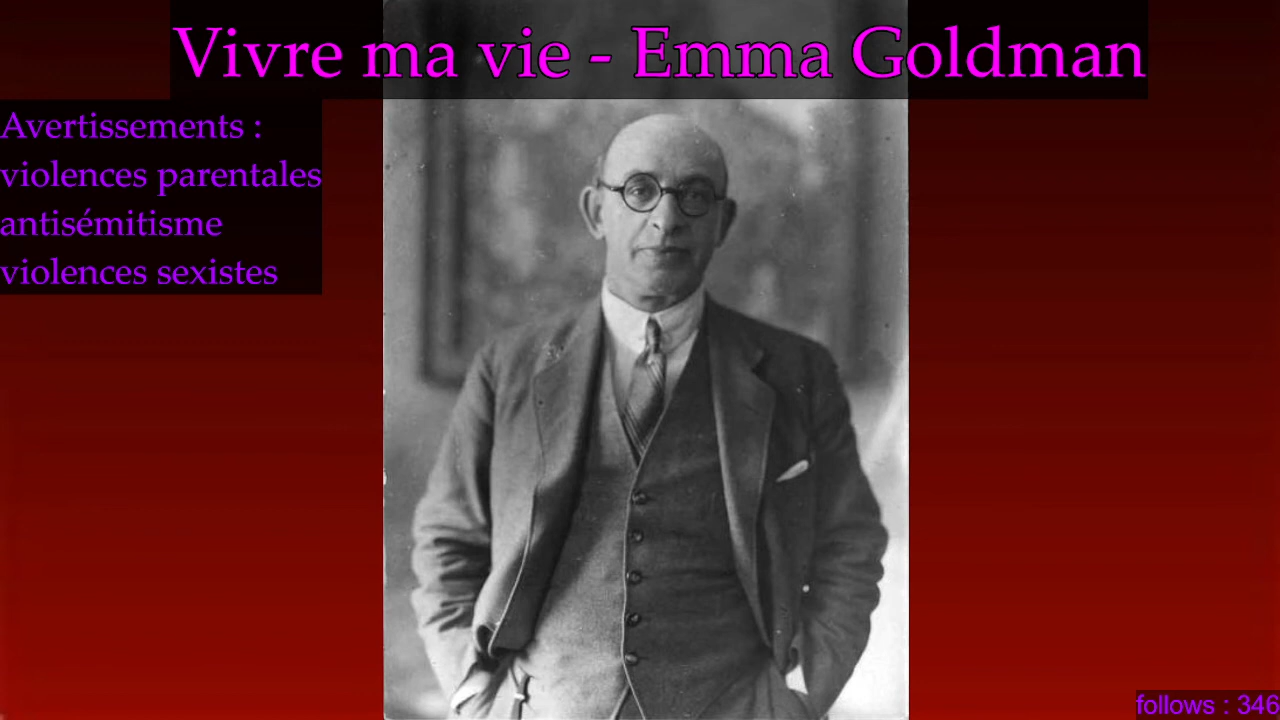 Vivre ma vie - Emma Goldman
Avertissements :
violences parentales
antisémitisme
violences sexistes
follows : 346